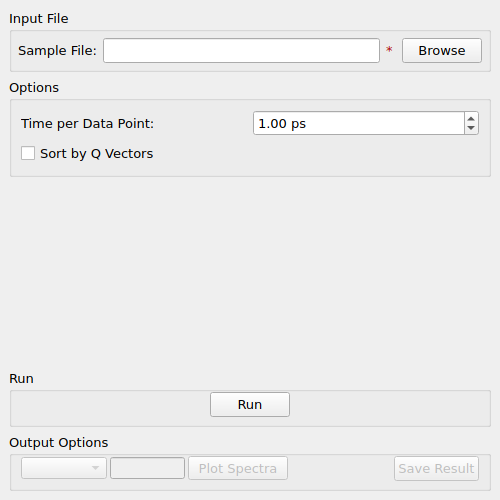 Input File
Sample File: * Browse
Options
Time per Data Point: 1.00 ps
Sort by Q Vectors
Run
Run
Output Options
Plot Spectra Save Result